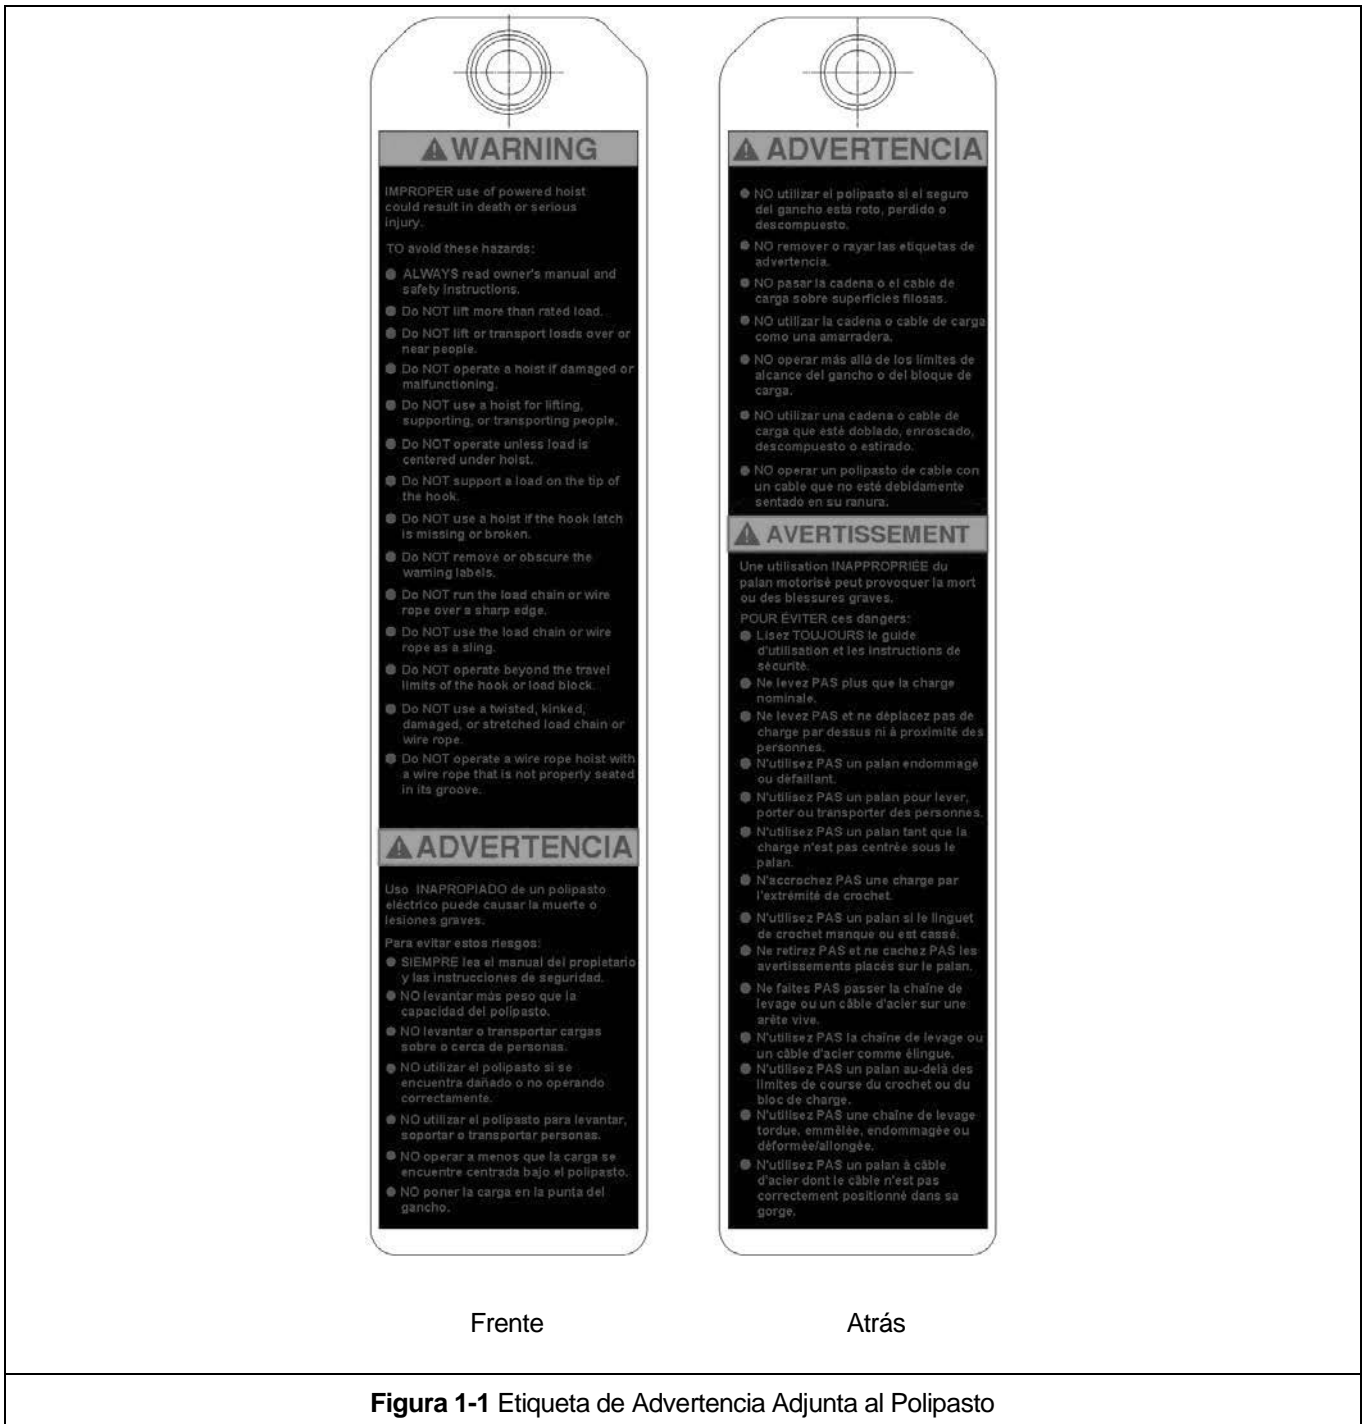 WARNING
IMPROPER use of powered hoist
could result in death or serious
injury.
TO avoid these hazards:
● ALWAYS read owner's manual and
safety instructions.
● Do NOT lift more than rated load.
● Do NOT lift or transport loads over or
near people.
● Do NOT operate a hoist if damaged or
malfunctioning.
● Do NOT use a hoist for lifting,
supporting, or transporting people.
● Do NOT operate unless load is
centered under hoist.
● Do NOT support a load on the tip of
the hook.
● Do NOT use a hoist if the hook latch
is missing or broken.
● Do NOT remove or obscure the
warning labels.
● Do NOT run the load chain or wire
rope over a sharp edge.
● Do NOT use the load chain or wire
rope as a sling.
● Do NOT operate beyond the travel
limits of the hook or load block.
● Do NOT use a twisted, kinked,
damaged, or stretched load chain or
wire rope.
● Do NOT operate a wire rope hoist with
a wire rope that is not properly seated
in its groove.
ADVERTENCIA
Uso INAPROPIADO de un polipasto
eléctrico puede causar la muerte o
lesiones graves.
Para evitar estos riesgos:
● SIEMPRE lea el manual del propietario
y las instrucciones de seguridad.
● NO levantar más peso que la
capacidad del polipasto.
● NO levantar o transportar cargas
sobre o cerca de personas.
● NO utilizar el polipasto si se
encuentra dañado o no operando
correctamente.
● NO utilizar el polipasto para levantar,
soportar o transportar personas.
● NO operar a menos que la carga se
encuentre centrada bajo el polipasto.
● NO poner la carga en la punta del
gancho.
Frente
ADVERTENCIA
● NO utilizar el polipasto si el seguro
del gancho está roto, perdido o
descompuesto.
● NO remover o rayar las etiquetas de
advertencia.
● NO pasar la cadena o el cable de
carga sobre superficies filosas.
● NO utilizar la cadena o cable de carga
como una amarradera.
● NO operar más allá de los límites de
alcance del gancho o del bloque de
carga.
● NO utilizar una cadena o cable de
carga que esté doblado, enroscado,
descompuesto o estirado.
● NO operar un polipasto de cable con
un cable que no esté debidamente
sentado en su ranura.
AVERTISSEMENT
Une utilisation INAPPROPRIÉE du
palan motorisé peut provoquer la mort
ou des blessures graves.
POUR ÉVITER ces dangers:
● Lisez TOUJOURS le guide
d'utilisation et les instructions de
sécurité.
● Ne levez PAS plus que la charge
nominale.
● Ne levez PAS et ne déplacez pas de
charge par dessus ni à proximité des
personnes.
● N'utilisez PAS un palan endommagé
ou défaillant.
● N'utilisez PAS un palan pour lever,
porter ou transporter des personnes.
● N'utilisez PAS un palan tant que la
charge n'est pas centrée sous le
palan.
● N'accrochez PAS une charge par
l'extrémité de crochet.
● N'utilisez PAS un palan si le linguet
de crochet manque ou est cassé.
● Ne retirez PAS et ne cachez PAS les
avertissements placés sur le palan.
● Ne faites PAS passer la chaîne de
levage ou un câble d'acier sur une
arête vive.
● N'utilisez PAS la chaîne de levage ou
un câble d'acier comme élingue.
● N'utilisez PAS un palan au-delà des
limites de course du crochet ou du
bloc de charge.
● N'utilisez PAS une chaîne de levage
tordue, emmêlée, endommagée ou
déformée/allongée.
● N'utilisez PAS un palan à câble
d'acier dont le câble n'est pas
correctement positionné dans sa
gorge.
Atrás
Figura 1-1 Etiqueta de Advertencia Adjunta al Polipasto